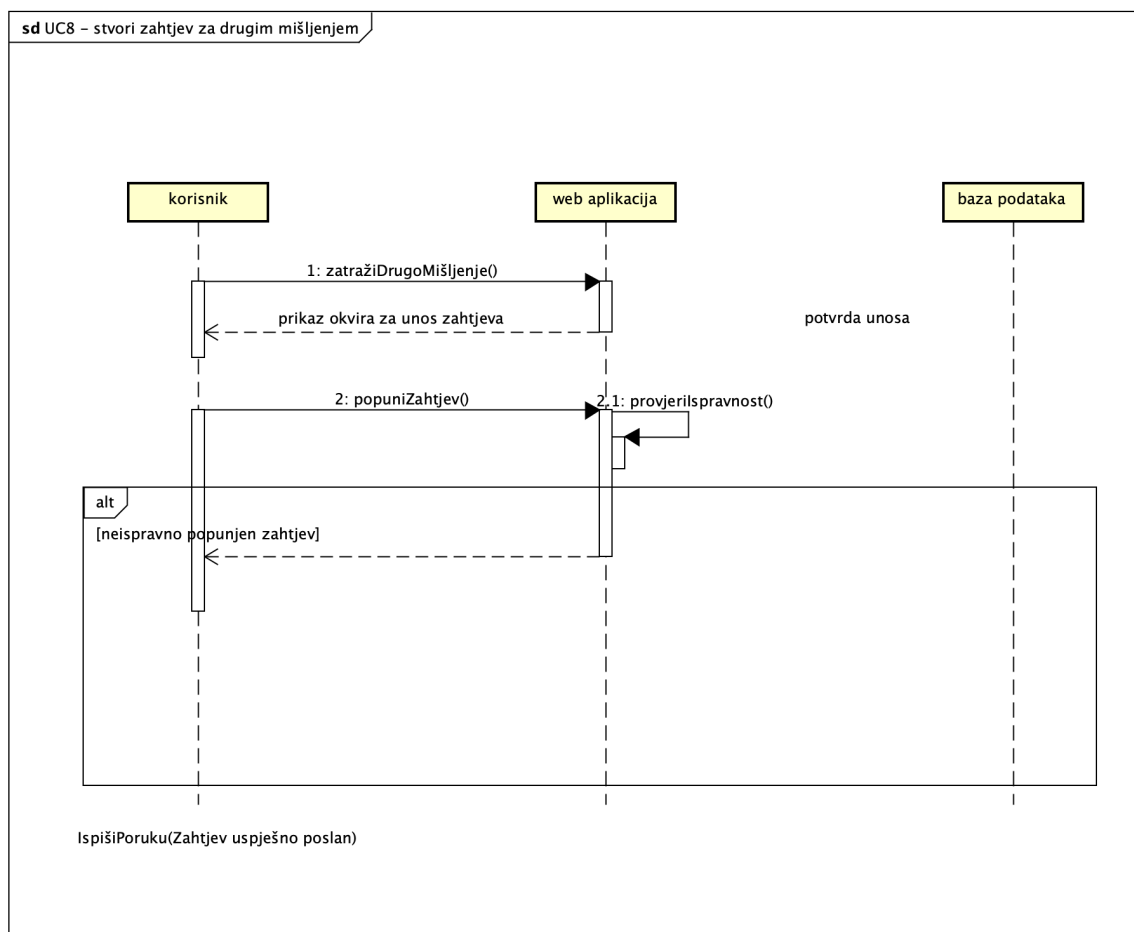 sd UC8 – stvori zahtjev za drugim mišljenjem
korisnik
web aplikacija
baza podataka
1: zatražiDrugoMišljenje()
prikaz okvira za unos zahtjeva
potvrda unosa
2: popuniZahtjev()
2.1: provjeriIspravnost()
alt
[neispravno popunjen zahtjev]
IspišiPoruku(Zahtjev uspješno poslan)